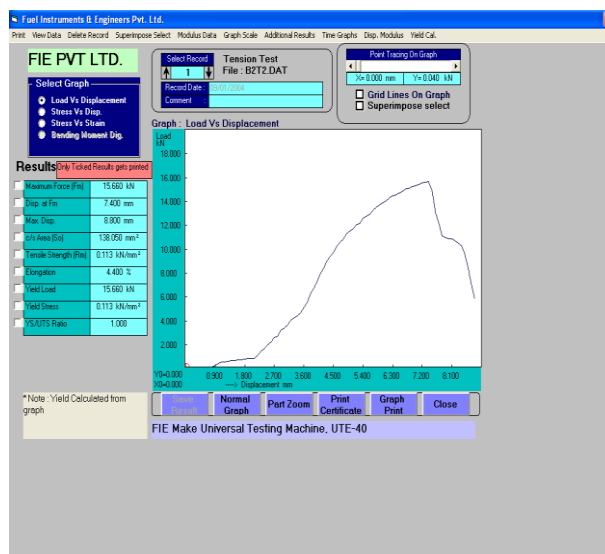 Fuel Instruments & Engineers Pvt. Ltd.
Print View Data Delete Record Superimpose Select Modulus Data Graph Scale Additional Results Time Graphs Disp. Modulus Yield Cal.
FIE PVT LTD.
Select Graph
Load Vs Displacement
Stress Vs Disp.
Stress Vs Strain
Bending Moment Dig.
Select Record
1
Tension Test
File : B2T2.DAT
Record Date : 09/01/2004
Comment :
Point Tracing On Graph
X= 0.000 mm Y= 0.040 kN
Grid Lines On Graph
Superimpose select
Results
Only Ticked Results gets printed
Maximum Force (Fm) 15.660 kN
Disp. at Fm 7.400 mm
Max. Disp. 8.800 mm
c/s Area (So) 138.050 mm²
Tensile Strength (Rm) 0.113 kN/mm²
Elongation 4.400 %
Yield Load 15.660 kN
Yield Stress 0.113 kN/mm²
YS/UTS Ratio 1.000
Graph : Load Vs Displacement
Load
kN
18.000
16.000
14.000
12.000
10.000
8.000
6.000
4.000
2.000
Y0=0.000 0.900 1.800 2.700 3.600 4.500 5.400 6.300 7.200 8.100
X0=0.000 ----> Displacement mm
* Note : Yield Calculated from
graph
Save Result
Normal Graph
Part Zoom
Print Certificate
Graph Print
Close
FIE Make Universal Testing Machine, UTE-40